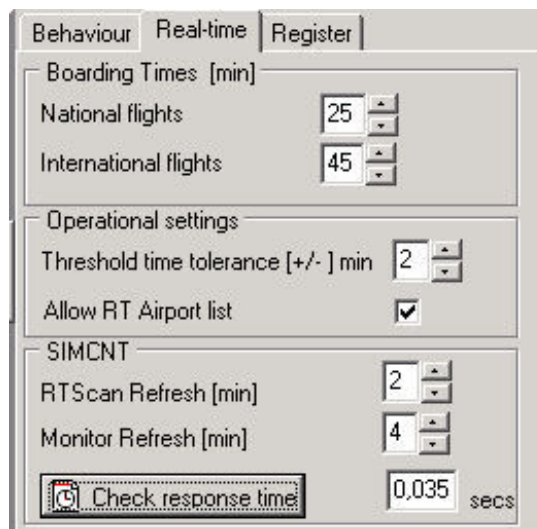 Behaviour Real-time Register
Boarding Times [min]
National flights 25
International flights 45
Operational settings
Threshold time tolerance [+/- ] min 2
Allow RT Airport list
SIMCNT
RTScan Refresh [min] 2
Monitor Refresh [min] 4
Check response time 0,035 secs